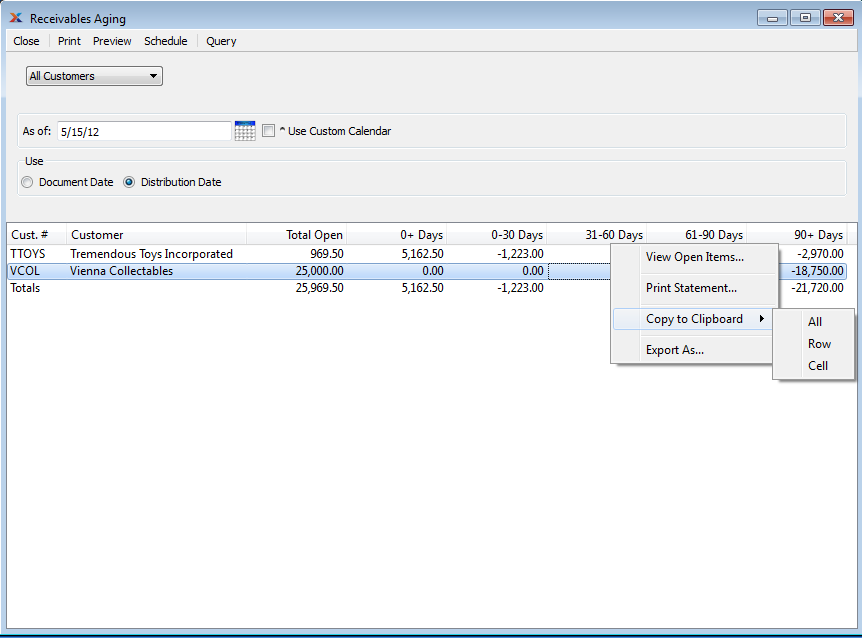 Receivables Aging
Close Print Preview Schedule Query
All Customers
As of: 5/15/12 ^ Use Custom Calendar
Use
Document Date Distribution Date
Cust. # Customer Total Open 0+ Days 0-30 Days 31-60 Days 61-90 Days 90+ Days
TTOYS Tremendous Toys Incorporated 969.50 5,162.50 -1,223.00 -2,970.00
VCOL Vienna Collectables 25,000.00 0.00 0.00 -18,750.00
Totals 25,969.50 5,162.50 -1,223.00 -21,720.00
View Open Items...
Print Statement...
Copy to Clipboard
Export As...
All
Row
Cell